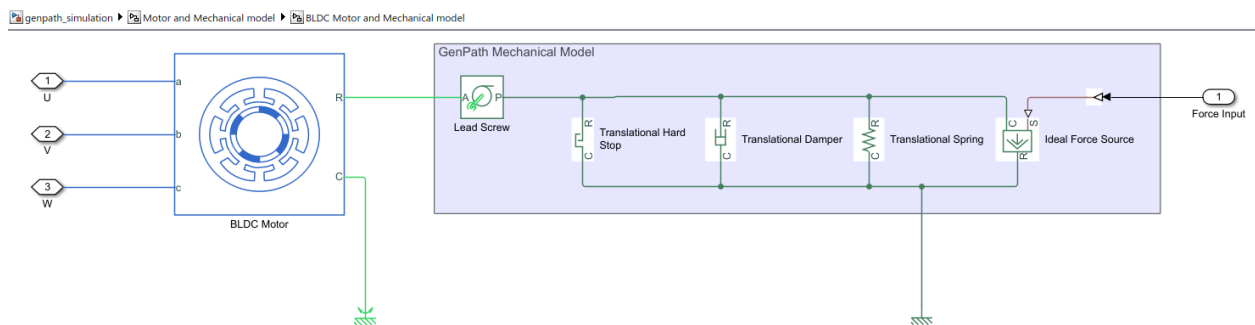 genpath_simulation Motor and Mechanical model BLDC Motor and Mechanical model
GenPath Mechanical Model
1
U
2
V
3
W
a
b
c
R
C
BLDC Motor
A P
Lead Screw
R
C
Translational Hard
Stop
R
C
Translational Damper
R
C
Translational Spring
C
S
R
Ideal Force Source
1
Force Input